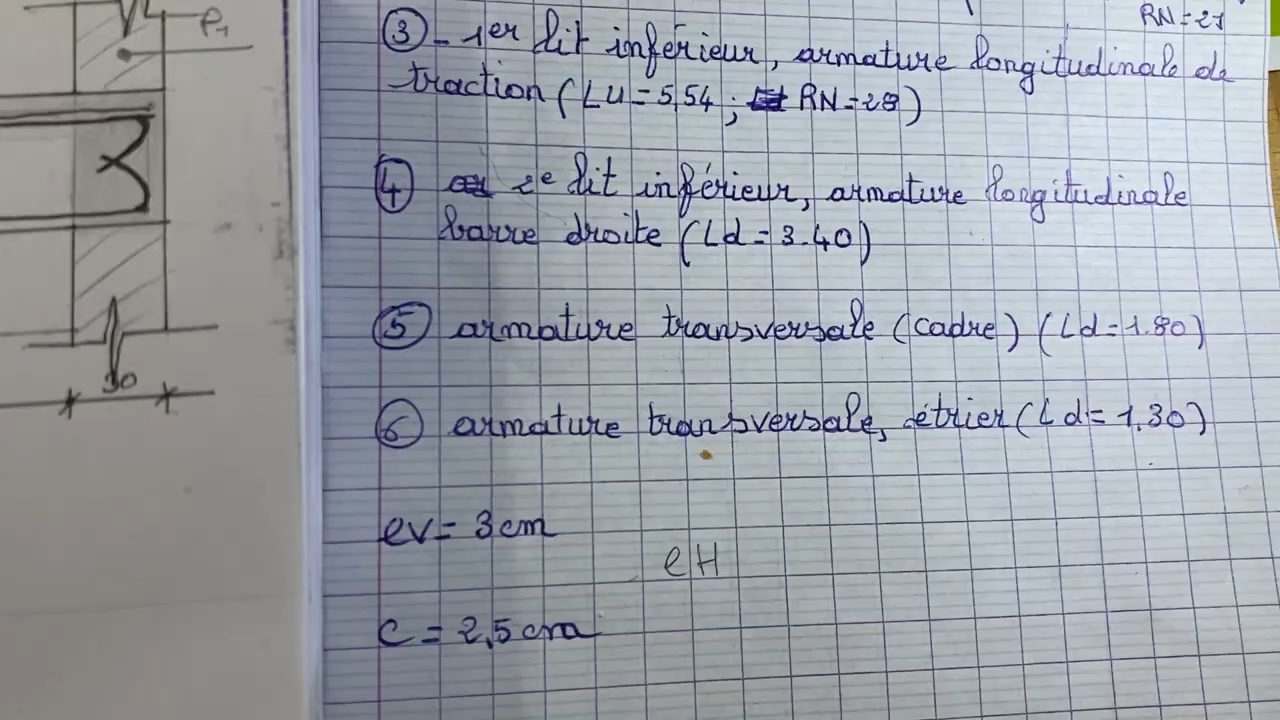 P1
30
RN=27
③ - 1er lit inférieur, armature longitudinale de
traction (Lu = 5,54 ; RN=28)
④ 2e lit inférieur, armature longitudinale
barre droite (Ld = 3.40)
⑤ armature transversale (cadre) (Ld=1.80)
⑥ armature transversale, étrier (Ld= 1.30)
ev= 3cm
eH
c = 2,5 cm